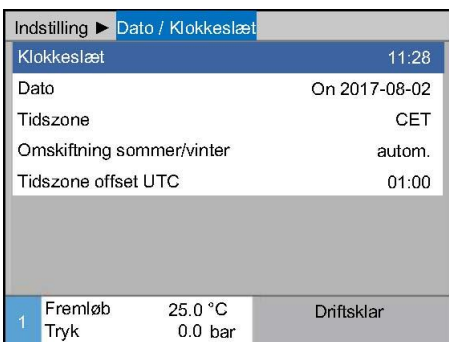 Indstilling ► Dato / Klokkeslæt
Klokkeslæt 11:28
Dato On 2017-08-02
Tidszone CET
Omskiftning sommer/vinter autom.
Tidszone offset UTC 01:00
1 Fremløb 25.0 °C Driftsklar
Tryk 0.0 bar